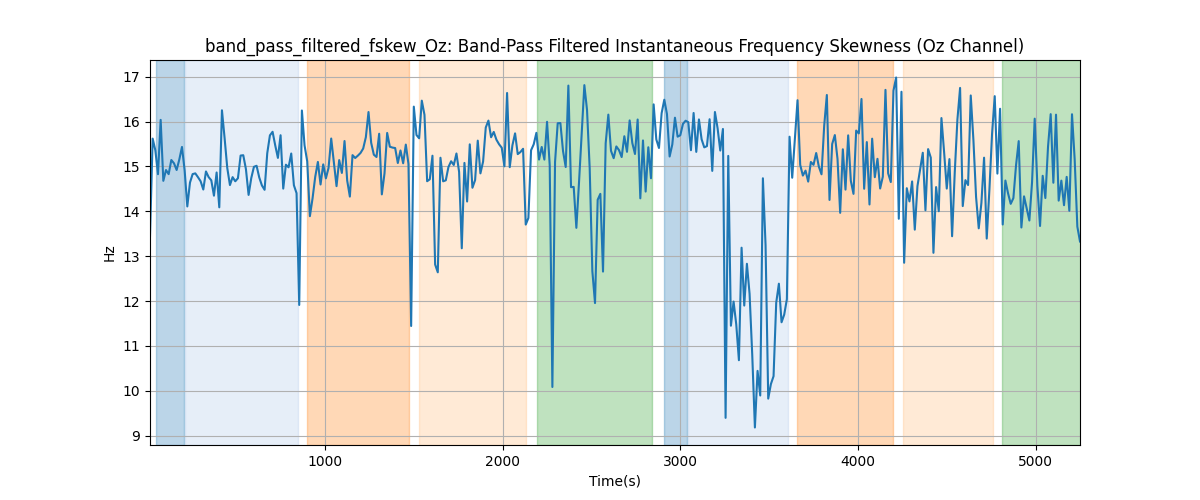 band_pass_filtered_fskew_Oz: Band-Pass Filtered Instantaneous Frequency Skewness (Oz Channel)
17
16
15
14
13
12
11
10
9
Hz
1000 2000 3000 4000 5000
Time(s)